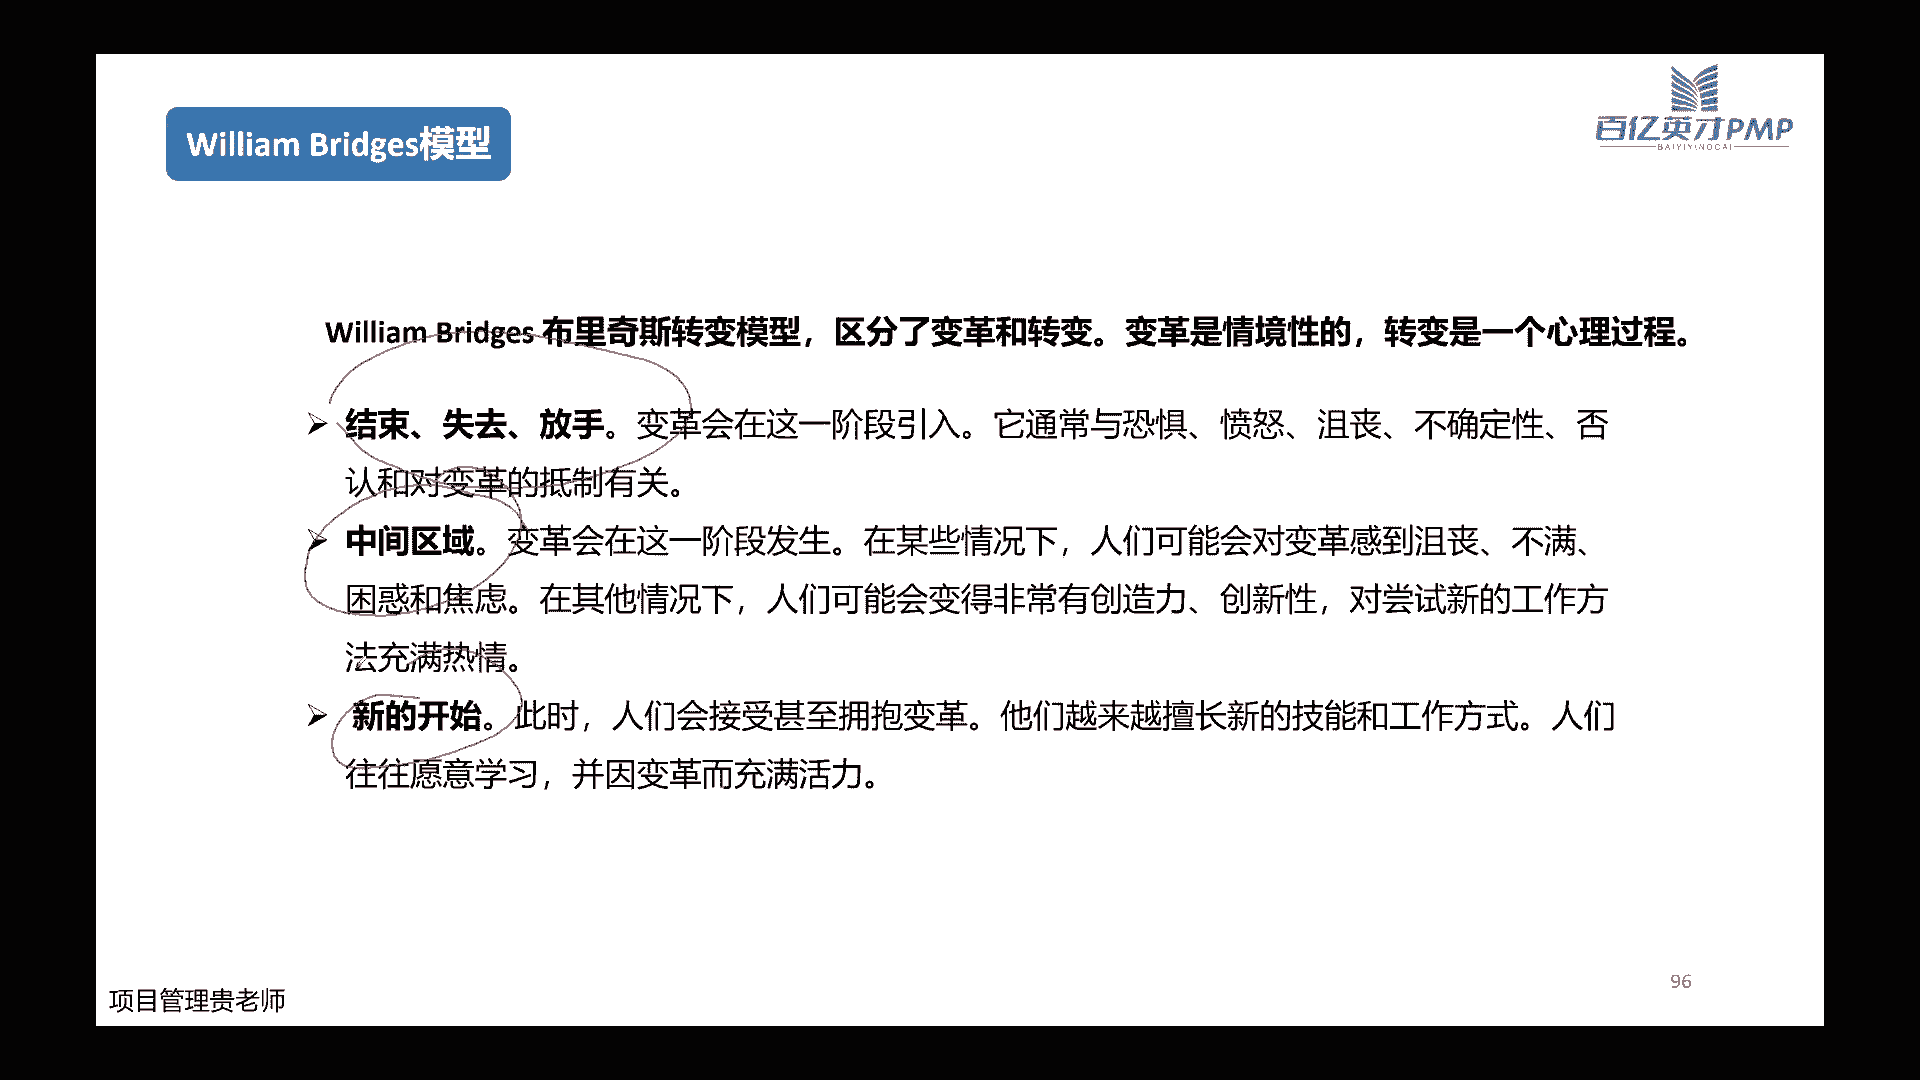 百亿英才PMP
BAIYIYINGCAI
William Bridges模型
William Bridges 布里奇斯转变模型，区分了变革和转变。变革是情境性的，转变是一个心理过程。
➢ 结束、失去、放手。变革会在这一阶段引入。它通常与恐惧、愤怒、沮丧、不确定性、否
认和对变革的抵制有关。
➢ 中间区域。变革会在这一阶段发生。在某些情况下，人们可能会对变革感到沮丧、不满、
困惑和焦虑。在其他情况下，人们可能会变得非常有创造力、创新性，对尝试新的工作方
法充满热情。
➢ 新的开始。此时，人们会接受甚至拥抱变革。他们越来越擅长新的技能和工作方式。人们
往往愿意学习，并因变革而充满活力。
96
项目管理贵老师